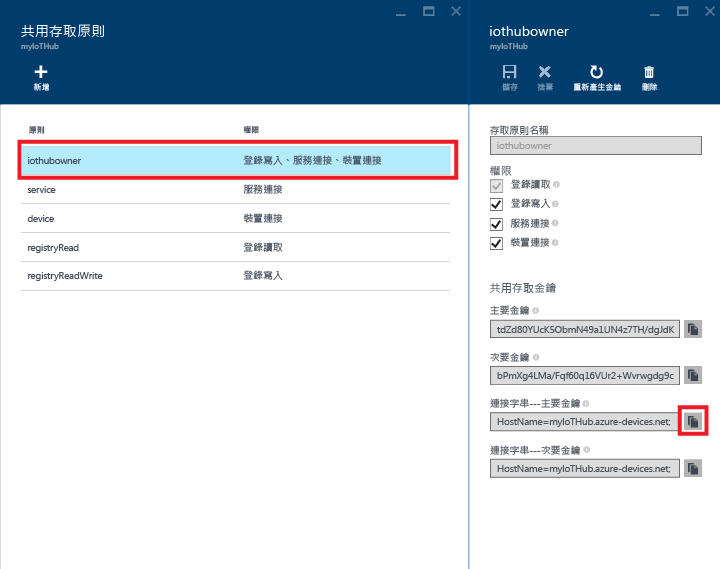 共用存取原則
myIoTHub
新增
原則 權限
iothubowner 登錄寫入、服務連接、裝置連接
service 服務連接
device 裝置連接
registryRead 登錄讀取
registryReadWrite 登錄寫入
iothubowner
myIoTHub
儲存 捨棄 重新產生金鑰 刪除
存取原則名稱
iothubowner
權限
登錄讀取
登錄寫入
服務連接
裝置連接
共用存取金鑰
主要金鑰
tdZd80YUcK5ObmN49a1UN4z7TH/dgJdK
次要金鑰
bPmXg4LMa/Fqf60q16VUr2+Wvrwgdg9c
連接字串---主要金鑰
HostName=myIoTHub.azure-devices.net;
連接字串---次要金鑰
HostName=myIoTHub.azure-devices.net;